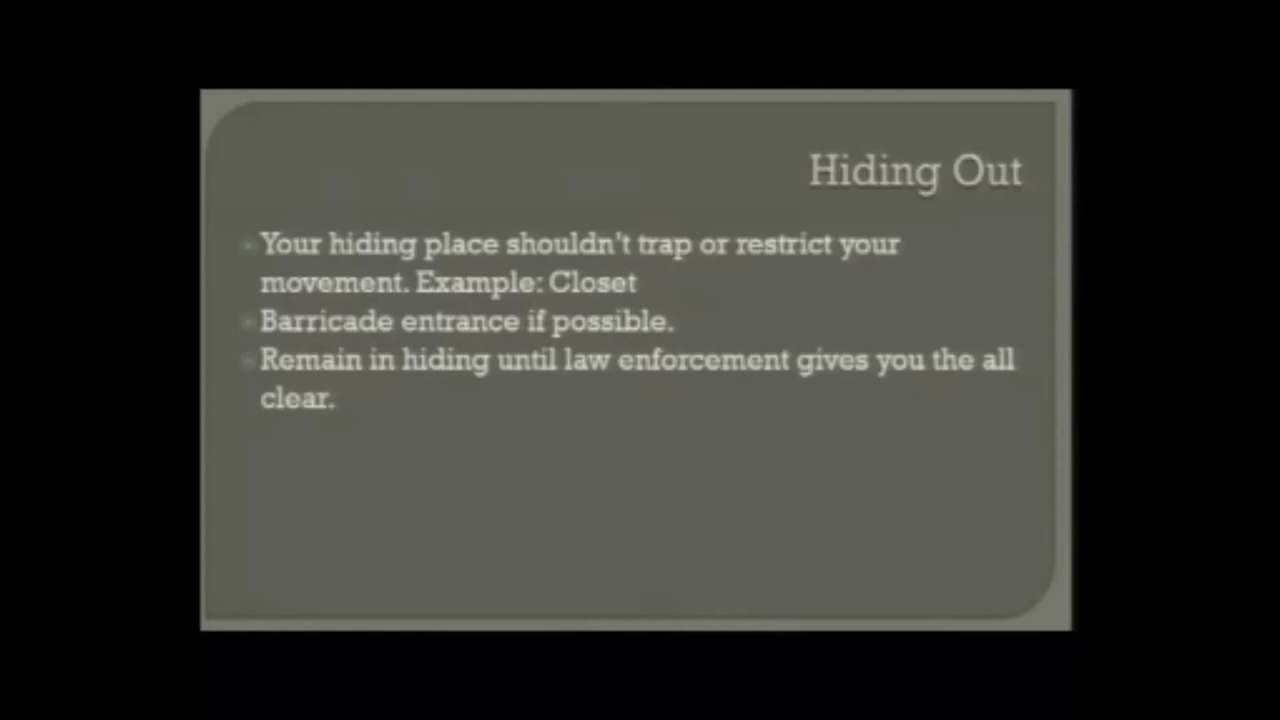 Hiding Out
Your hiding place shouldn't trap or restrict your
movement. Example: Closet
Barricade entrance if possible.
Remain in hiding until law enforcement gives you the all
clear.